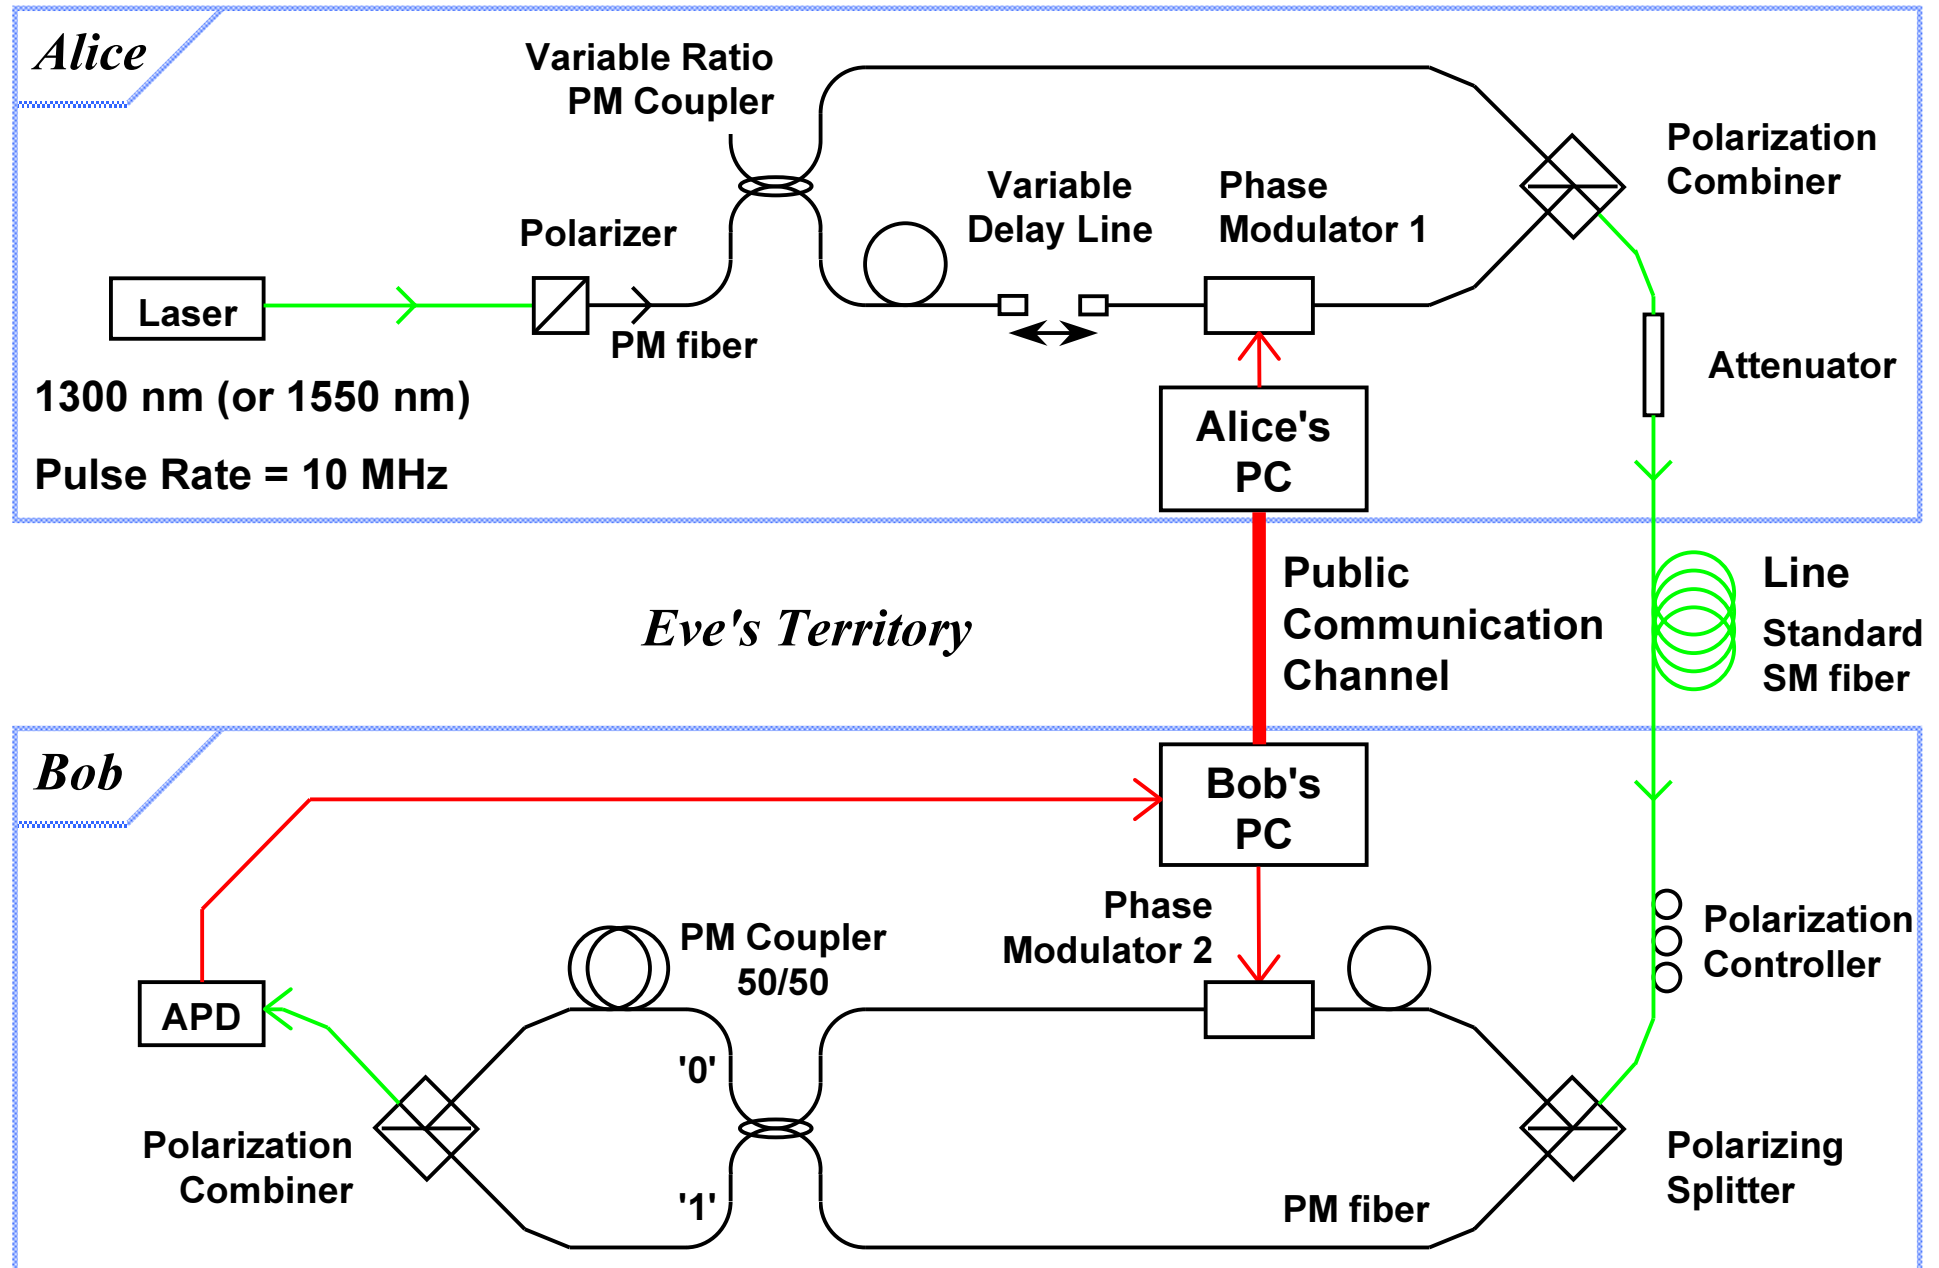 Alice
Variable Ratio
PM Coupler
Polarization
Combiner
Variable
Delay Line
Phase
Modulator 1
Polarizer
Laser
PM fiber
Attenuator
1300 nm (or 1550 nm)
Alice's
PC
Pulse Rate = 10 MHz
Eve's Territory
Public
Communication
Channel
Line
Standard
SM fiber
Bob
Bob's
PC
Phase
Modulator 2
Polarization
Controller
PM Coupler
50/50
APD
'0'
Polarization
Combiner
'1'
PM fiber
Polarizing
Splitter